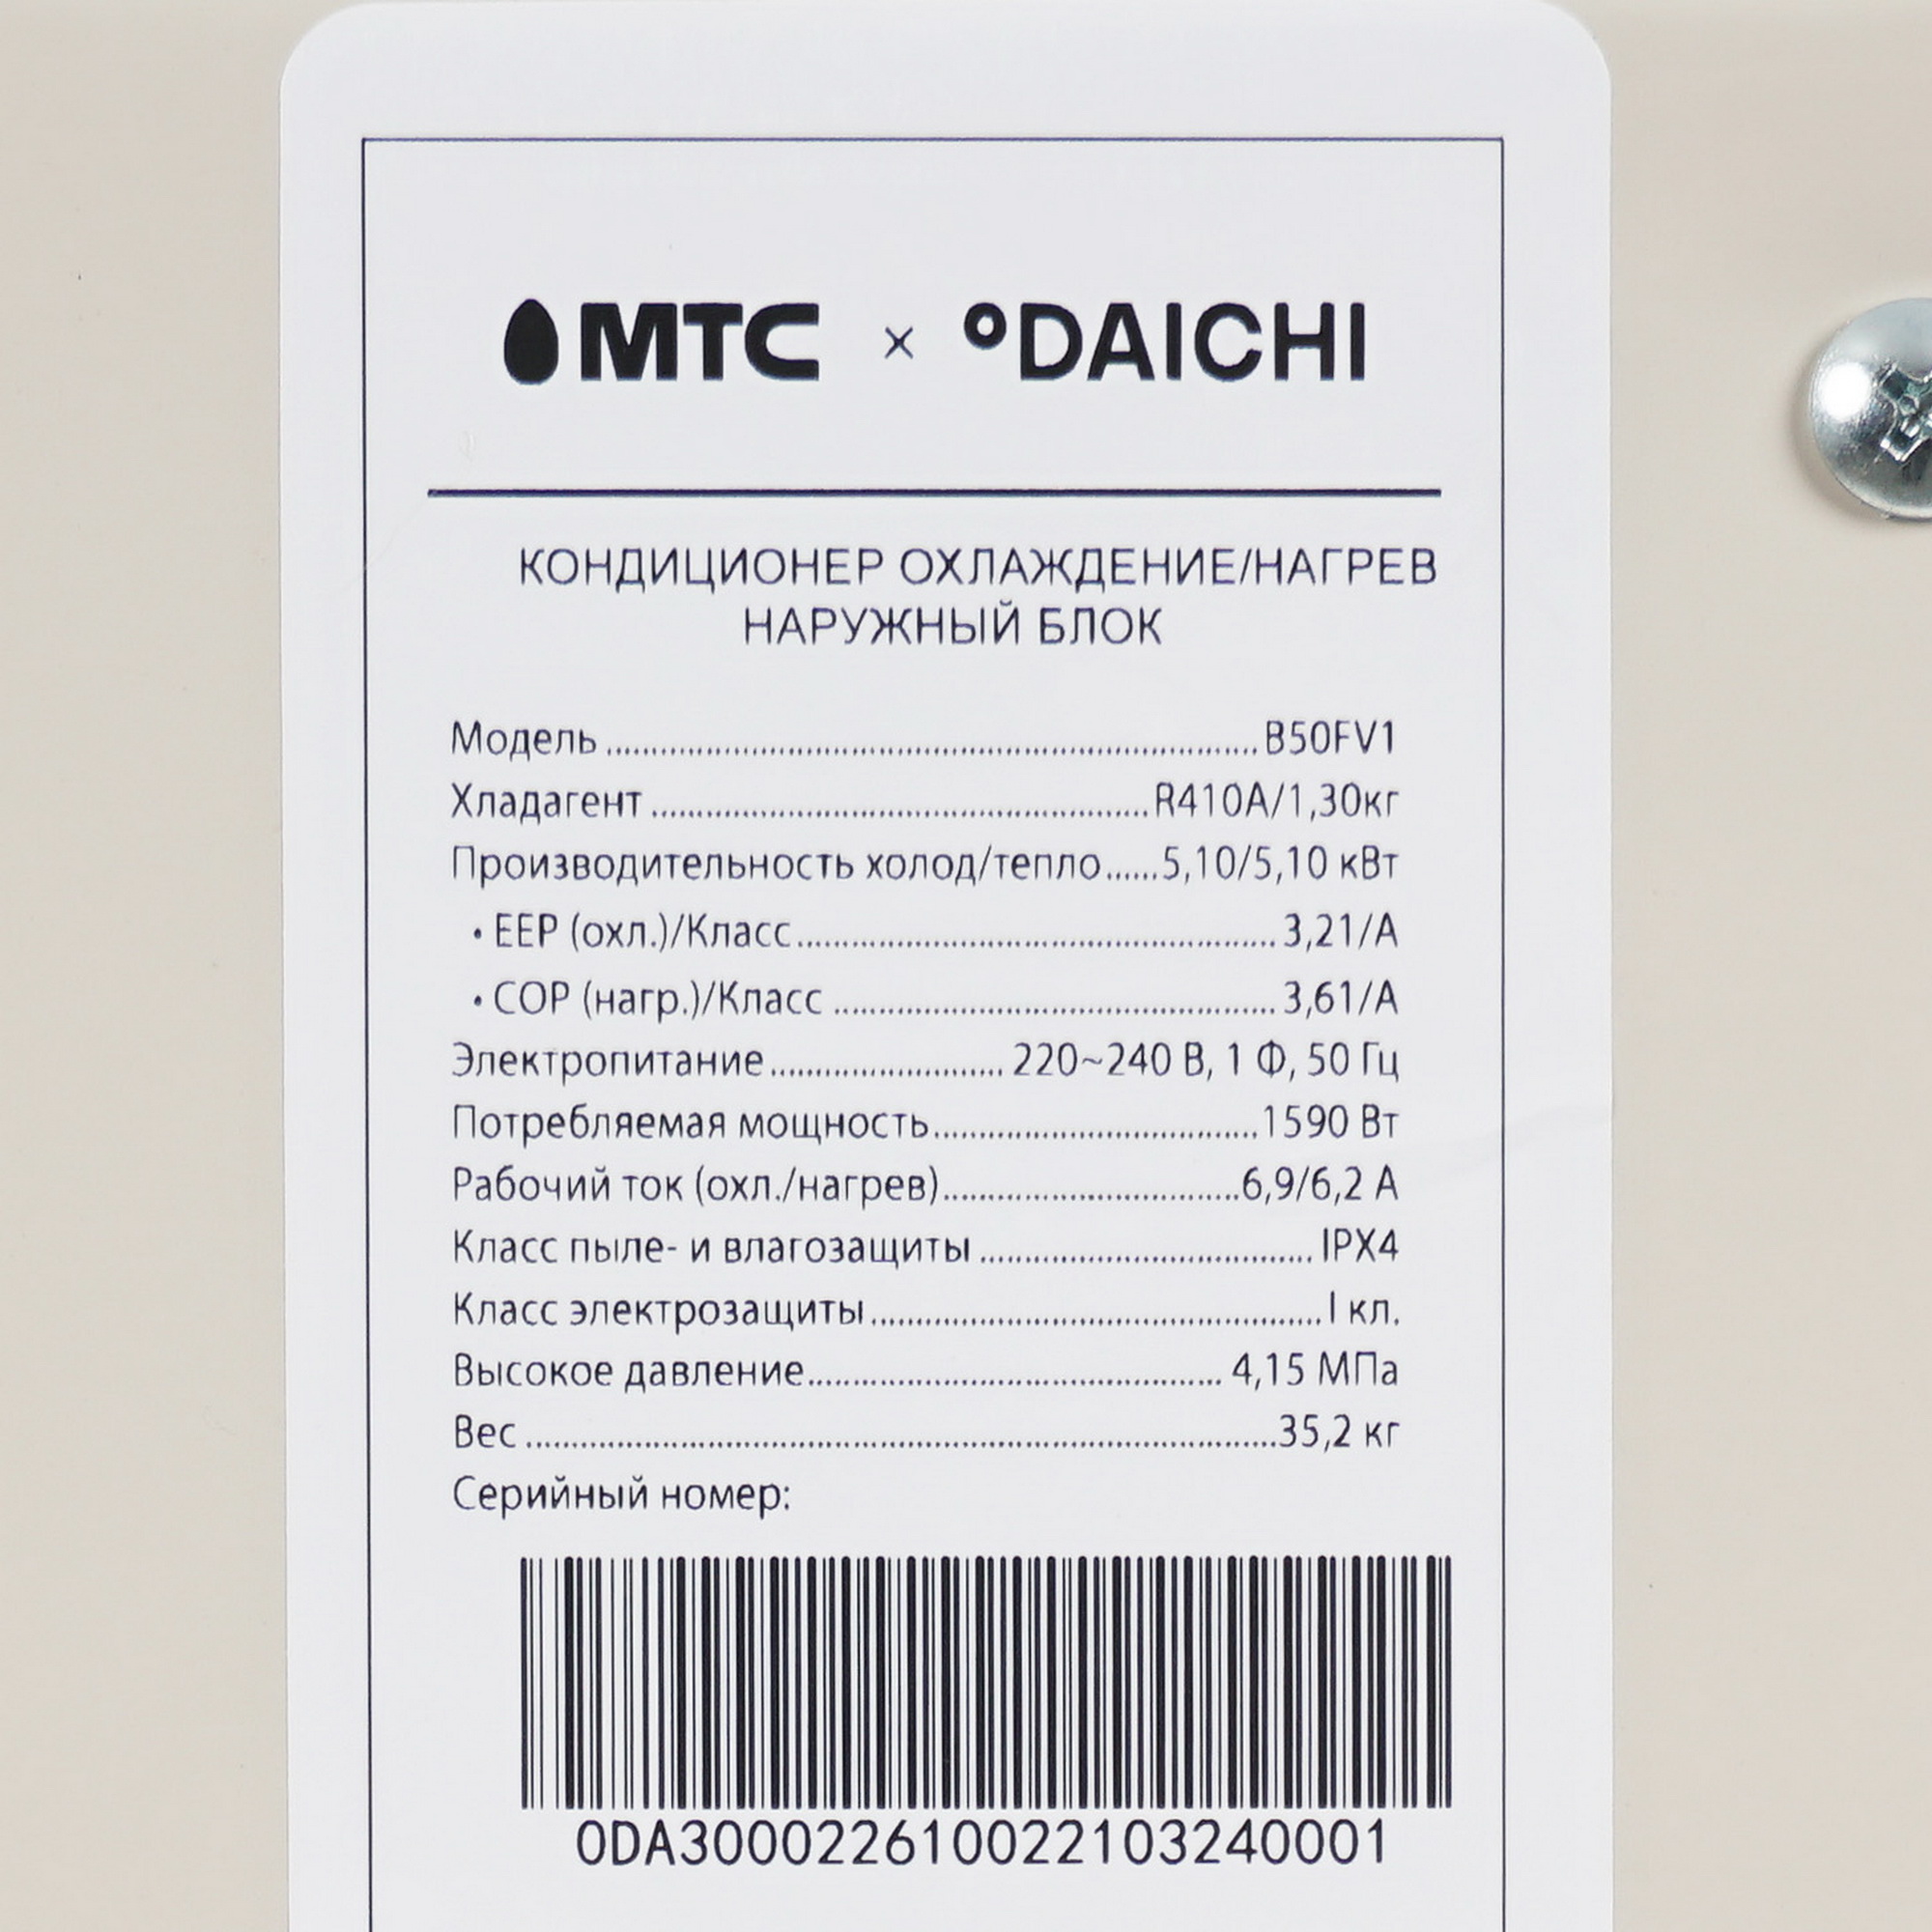 МТС × °DAICHI
КОНДИЦИОНЕР ОХЛАЖДЕНИЕ/НАГРЕВ
НАРУЖНЫЙ БЛОК
Модель ........ B50FV1
Хладагент ........ R410A/1,30кг
Производительность холод/тепло......5,10/5,10 кВт
• EEP (охл.)/Класс........ 3,21/A
• COP (нагр.)/Класс ........ 3,61/A
Электропитание........ 220~240 В, 1 Ф, 50 Гц
Потребляемая мощность........1590 Вт
Рабочий ток (охл./нагрев)........6,9/6,2 А
Класс пыле- и влагозащиты ........ IPX4
Класс электрозащиты........I кл.
Высокое давление........ 4,15 МПа
Вес ........35,2 кг
Серийный номер:
0DA300022610022103240001